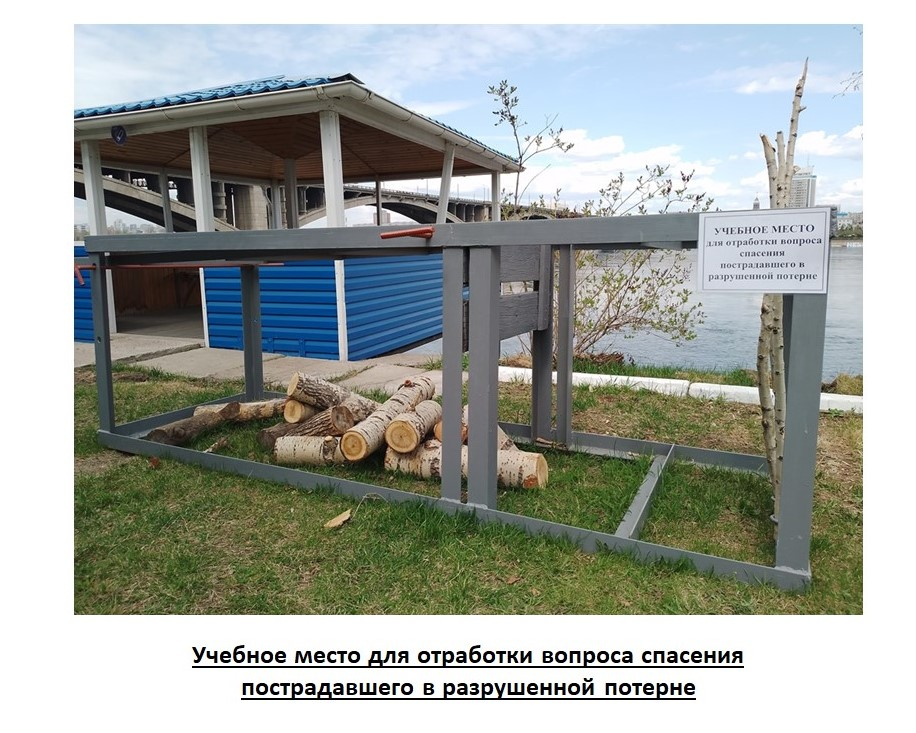 УЧЕБНОЕ МЕСТО
для отработки вопроса
спасения
пострадавшего в
разрушенной потерне
Учебное место для отработки вопроса спасения
пострадавшего в разрушенной потерне